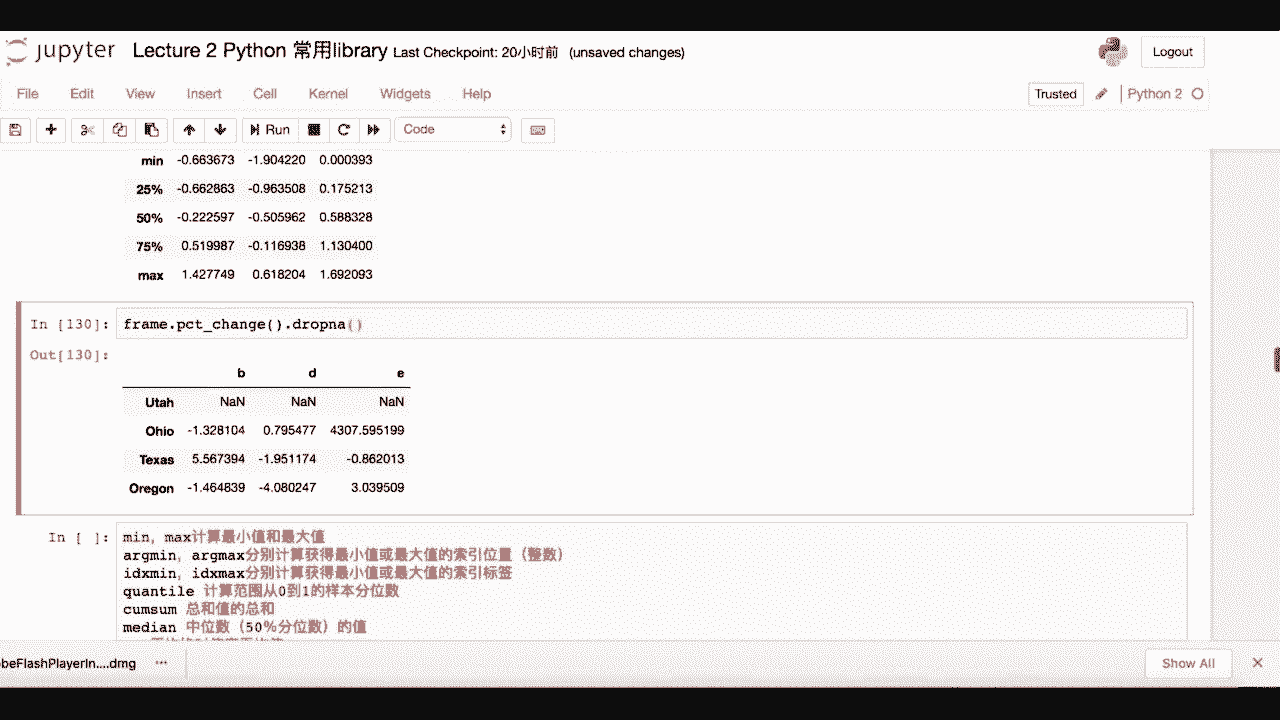 jupyter Lecture 2 Python 常用library Last Checkpoint: 20小时前 (unsaved changes) Logout
File Edit View Insert Cell Kernel Widgets Help Trusted Python 2
Run Code
min -0.663673 -1.904220 0.000393
25% -0.662863 -0.963508 0.175213
50% -0.222597 -0.505962 0.588328
75% 0.519987 -0.116938 1.130400
max 1.427749 0.618204 1.692093
In [130]: frame.pct_change().dropna()
Out[130]:
b d e
Utah NaN NaN NaN
Ohio -1.328104 0.795477 4307.595199
Texas 5.567394 -1.951174 -0.862013
Oregon -1.464839 -4.080247 3.039509
In [ ]: min, max计算最小值和最大值
argmin, argmax分别计算获得最小值或最大值的索引位置（整数）
idxmin, idxmax分别计算获得最小值或最大值的索引标签
quantile 计算范围从0到1的样本分位数
cumsum 总和值的总和
median 中位数（50%分位数）的值
beFlashPlayerIn....dmg Show All